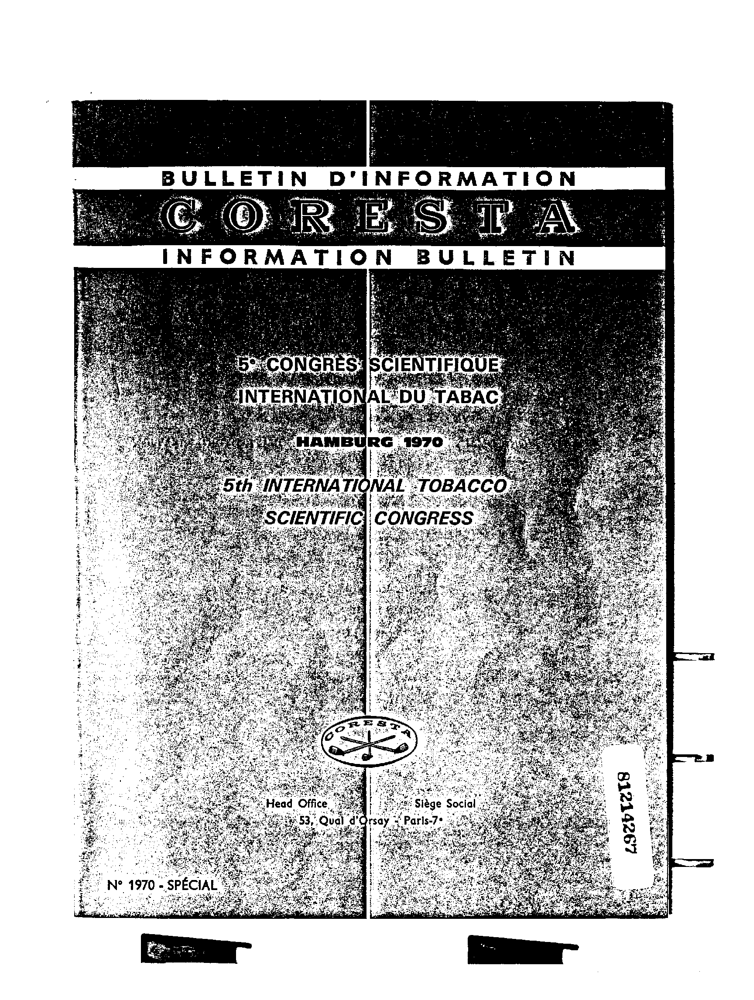 BULLETIN D'INFORMATION
CORESTA
INFORMATION BULLETIN
5e CONGRÈS SCIENTIFIQUE
INTERNATIONAL DU TABAC
HAMBURG 1970
5th INTERNATIONAL TOBACCO
SCIENTIFIC CONGRESS
CORESTA
Head Office Siège Social
53, Quai d'Orsay - Paris-7e
N° 1970 - SPÉCIAL
81214267